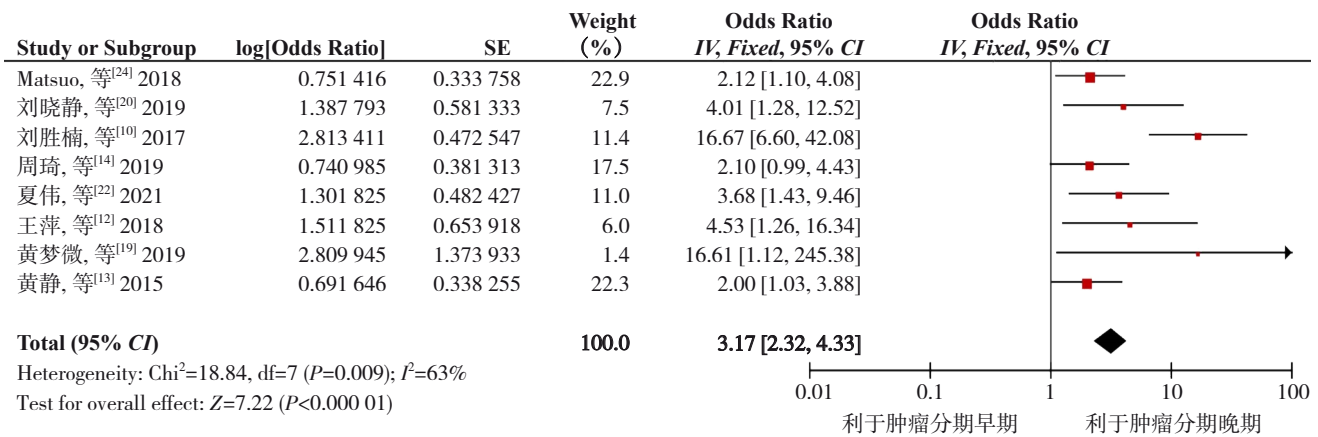 Weight Odds Ratio Odds Ratio
Study or Subgroup log[Odds Ratio] SE （%） IV, Fixed, 95% CI IV, Fixed, 95% CI
Matsuo, 等[24] 2018 0.751 416 0.333 758 22.9 2.12 [1.10, 4.08]
刘晓静, 等[20] 2019 1.387 793 0.581 333 7.5 4.01 [1.28, 12.52]
刘胜楠, 等[10] 2017 2.813 411 0.472 547 11.4 16.67 [6.60, 42.08]
周琦, 等[14] 2019 0.740 985 0.381 313 17.5 2.10 [0.99, 4.43]
夏伟, 等[22] 2021 1.301 825 0.482 427 11.0 3.68 [1.43, 9.46]
王萍, 等[12] 2018 1.511 825 0.653 918 6.0 4.53 [1.26, 16.34]
黄梦微, 等[19] 2019 2.809 945 1.373 933 1.4 16.61 [1.12, 245.38]
黄静, 等[13] 2015 0.691 646 0.338 255 22.3 2.00 [1.03, 3.88]
Total (95% CI) 100.0 3.17 [2.32, 4.33]
Heterogeneity: Chi²=18.84, df=7 (P=0.009); I²=63%
Test for overall effect: Z=7.22 (P<0.000 01)
0.01 0.1 1 10 100
利于肿瘤分期早期 利于肿瘤分期晚期